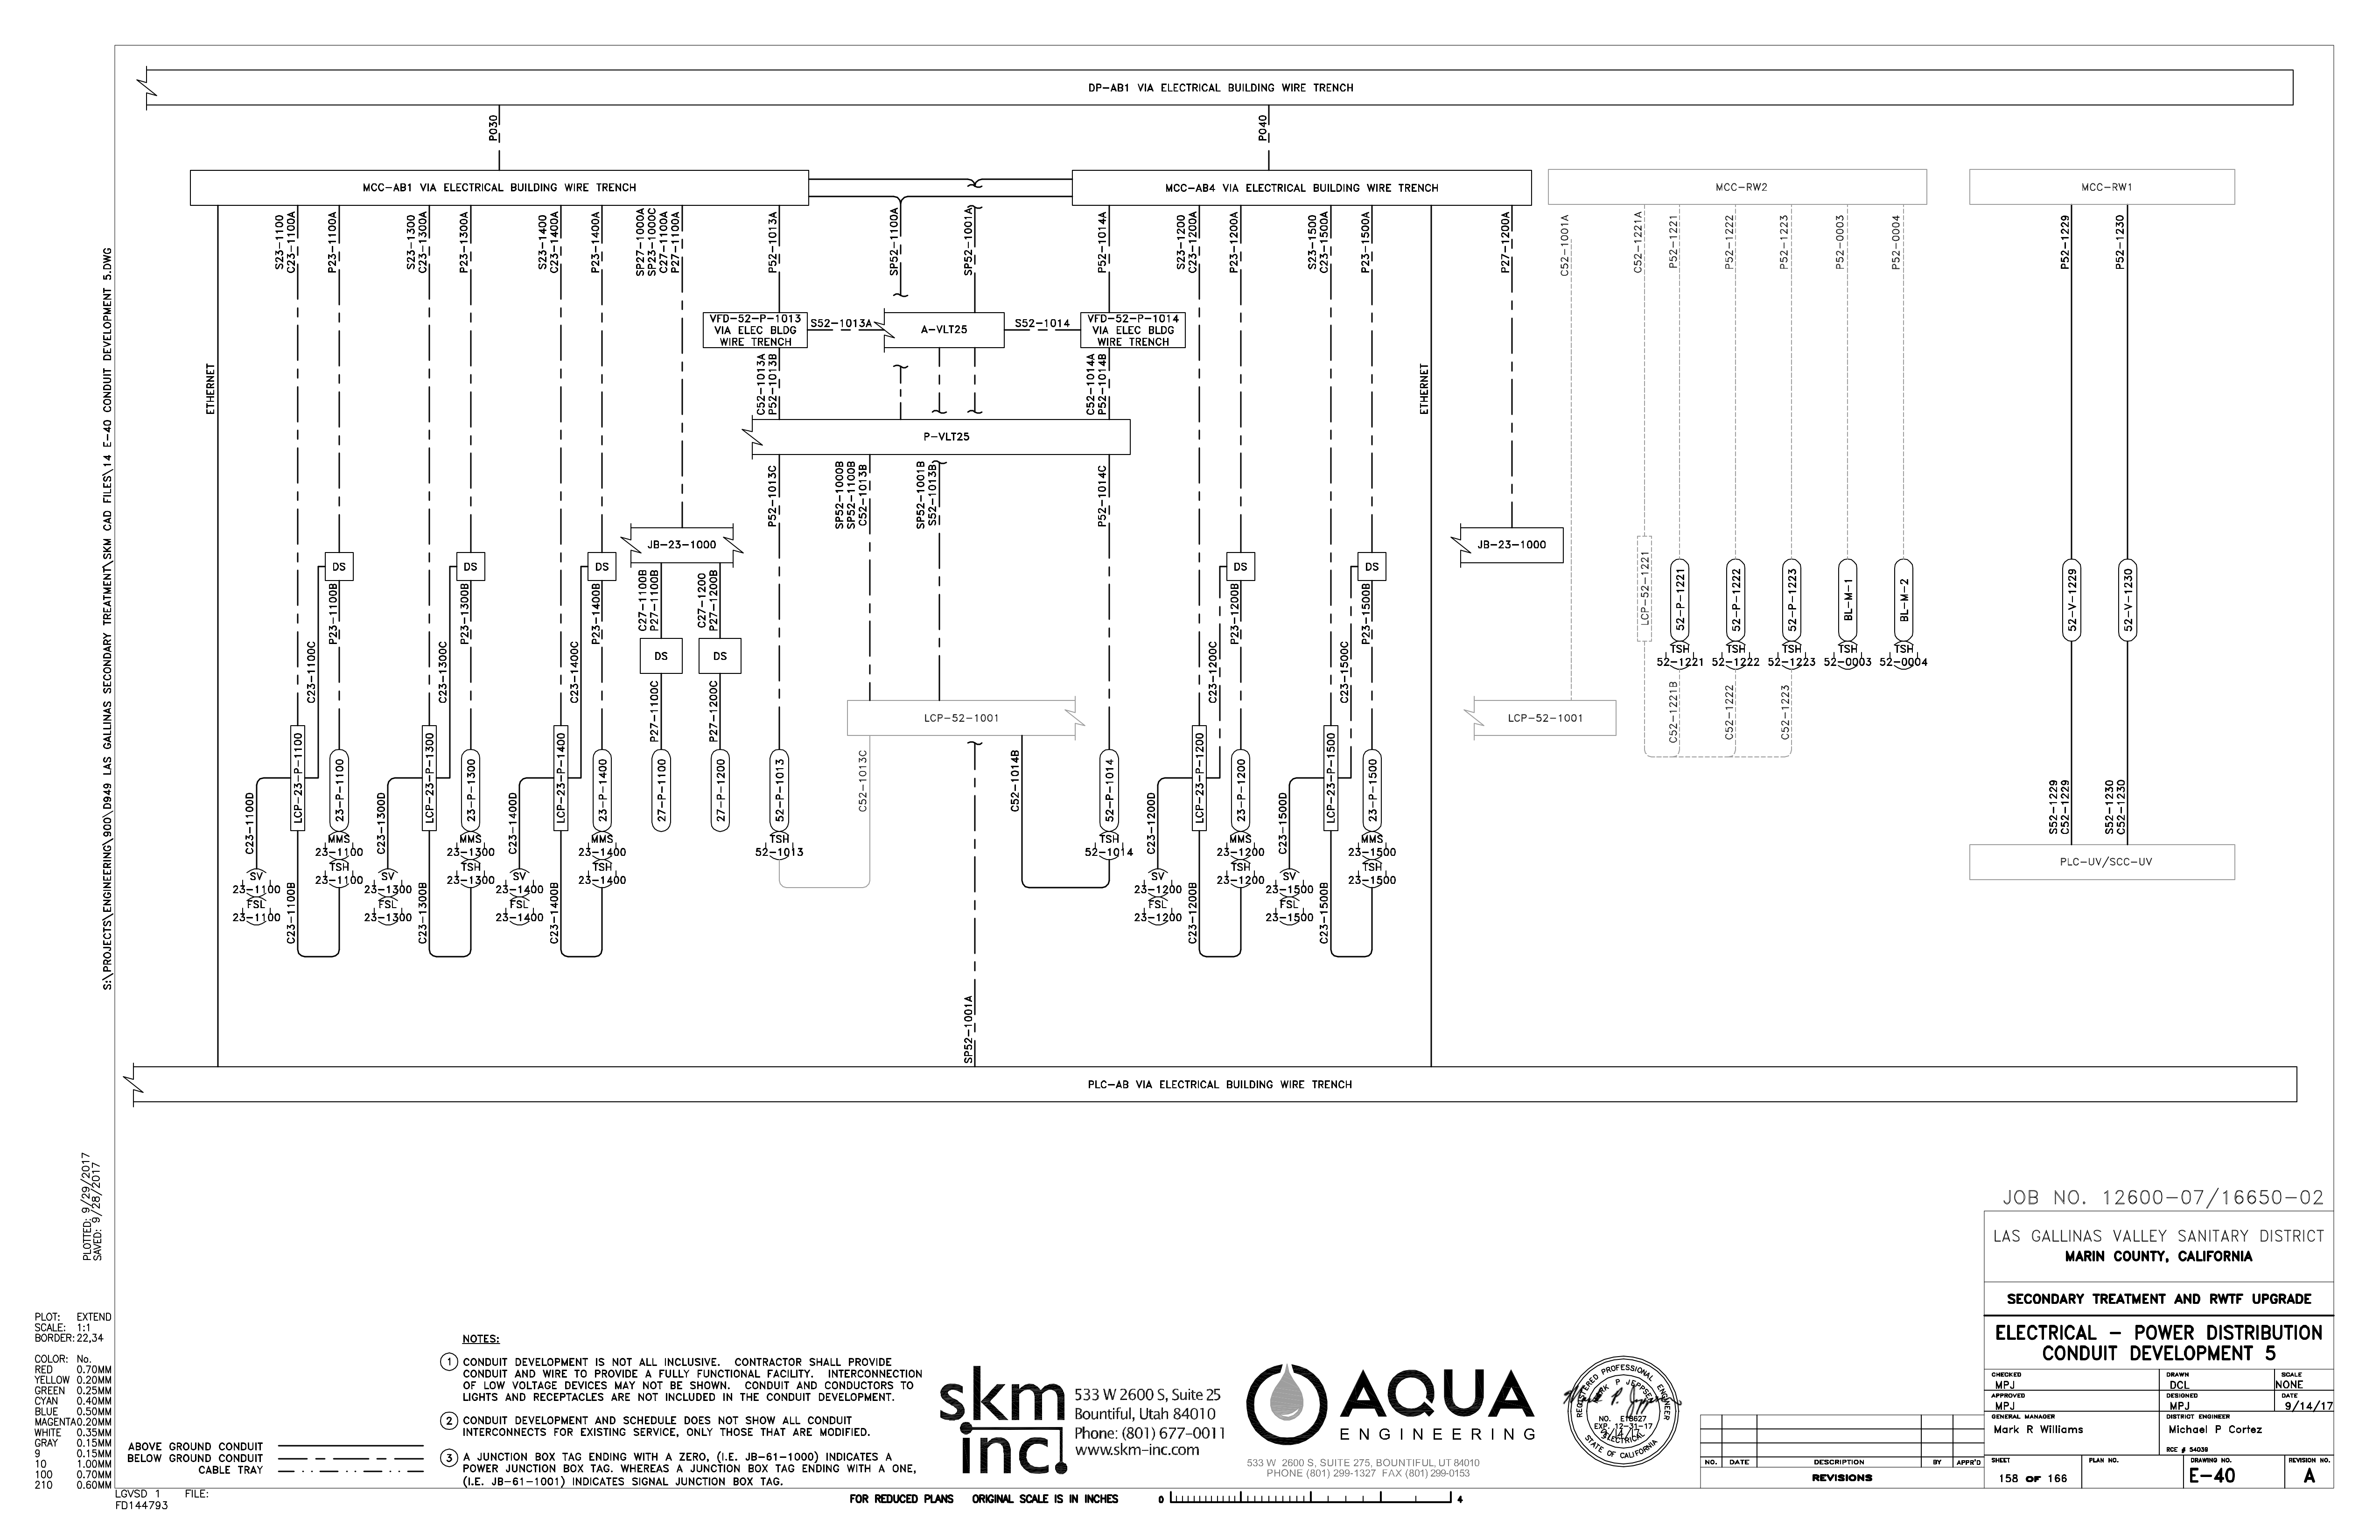 DP-AB1 VIA ELECTRICAL BUILDING WIRE TRENCH
P030
P040
MCC-AB1 VIA ELECTRICAL BUILDING WIRE TRENCH
MCC-AB4 VIA ELECTRICAL BUILDING WIRE TRENCH
MCC-RW2
MCC-RW1
ETHERNET
S23-1100
C23-1100A
P23-1100A
S23-1300
C23-1300A
P23-1300A
S23-1400
C23-1400A
P23-1400A
SP27-1000A
SP23-1000C
C27-1100A
P27-1100A
P52-1013A
SP52-1100A
SP52-1001A
P52-1014A
S23-1200
C23-1200A
P23-1200A
S23-1500
C23-1500A
P23-1500A
ETHERNET
P27-1200A
C52-1001A
C52-1221A
P52-1221
P52-1222
P52-1223
P52-0003
P52-0004
P52-1229
P52-1230
VFD-52-P-1013
VIA ELEC BLDG
WIRE TRENCH
S52-1013A
A-VLT25
S52-1014
VFD-52-P-1014
VIA ELEC BLDG
WIRE TRENCH
C52-1013A
P52-1013B
C52-1014A
P52-1014B
P-VLT25
P52-1013C
SP52-1000B
SP52-1100B
C52-1013B
SP52-1001B
S52-1013B
P52-1014C
JB-23-1000
JB-23-1000
DS
DS
DS
DS
DS
P23-1100B
P23-1300B
P23-1400B
C27-1100B
P27-1100B
C27-1200
P27-1200B
P23-1200B
P23-1500B
DS
DS
C23-1100C
C23-1300C
C23-1400C
P27-1100C
P27-1200C
C23-1200C
C23-1500C
LCP-52-1221
52-P-1221
52-P-1222
52-P-1223
BL-M-1
BL-M-2
52-V-1229
52-V-1230
TSH
52-1221
TSH
52-1222
TSH
52-1223
TSH
52-0003
TSH
52-0004
C52-1221B
C52-1222
C52-1223
LCP-52-1001
LCP-52-1001
LCP-23-P-1100
23-P-1100
LCP-23-P-1300
23-P-1300
LCP-23-P-1400
23-P-1400
27-P-1100
27-P-1200
52-P-1013
C52-1013C
C52-1014B
52-P-1014
LCP-23-P-1200
23-P-1200
LCP-23-P-1500
23-P-1500
S52-1229
C52-1229
S52-1230
C52-1230
C23-1100D
C23-1300D
C23-1400D
C23-1200D
C23-1500D
MMS
23-1100
TSH
23-1100
MMS
23-1300
TSH
23-1300
MMS
23-1400
TSH
23-1400
TSH
52-1013
TSH
52-1014
MMS
23-1200
TSH
23-1200
MMS
23-1500
TSH
23-1500
PLC-UV/SCC-UV
SV
23-1100
FSL
23-1100
SV
23-1300
FSL
23-1300
SV
23-1400
FSL
23-1400
SV
23-1200
FSL
23-1200
SV
23-1500
FSL
23-1500
C23-1100B
C23-1300B
C23-1400B
C23-1200B
C23-1500B
SP52-1001A
PLC-AB VIA ELECTRICAL BUILDING WIRE TRENCH
S:\PROJECTS\ENGINEERING\900\D949 LAS GALLINAS SECONDARY TREATMENT\SKM CAD FILES\14 E-40 CONDUIT DEVELOPMENT 5.DWG
PLOTTED: 9/29/2017
SAVED: 9/28/2017
PLOT: EXTEND
SCALE: 1:1
BORDER: 22,34
COLOR: No.
RED 0.70MM
YELLOW 0.20MM
GREEN 0.25MM
CYAN 0.40MM
BLUE 0.50MM
MAGENTA 0.20MM
WHITE 0.35MM
GRAY 0.15MM
9 0.15MM
10 1.00MM
100 0.70MM
210 0.60MM
ABOVE GROUND CONDUIT
BELOW GROUND CONDUIT
CABLE TRAY
LGVSD 1 FILE:
FD144793
NOTES:
1 CONDUIT DEVELOPMENT IS NOT ALL INCLUSIVE. CONTRACTOR SHALL PROVIDE
CONDUIT AND WIRE TO PROVIDE A FULLY FUNCTIONAL FACILITY. INTERCONNECTION
OF LOW VOLTAGE DEVICES MAY NOT BE SHOWN. CONDUIT AND CONDUCTORS TO
LIGHTS AND RECEPTACLES ARE NOT INCLUDED IN THE CONDUIT DEVELOPMENT.
2 CONDUIT DEVELOPMENT AND SCHEDULE DOES NOT SHOW ALL CONDUIT
INTERCONNECTS FOR EXISTING SERVICE, ONLY THOSE THAT ARE MODIFIED.
3 A JUNCTION BOX TAG ENDING WITH A ZERO, (I.E. JB-61-1000) INDICATES A
POWER JUNCTION BOX TAG. WHEREAS A JUNCTION BOX TAG ENDING WITH A ONE,
(I.E. JB-61-1001) INDICATES SIGNAL JUNCTION BOX TAG.
skm
inc.
533 W 2600 S, Suite 25
Bountiful, Utah 84010
Phone: (801) 677-0011
www.skm-inc.com
AQUA
ENGINEERING
533 W 2600 S, SUITE 275, BOUNTIFUL, UT 84010
PHONE (801) 299-1327 FAX (801) 299-0153
REGISTERED PROFESSIONAL ENGINEER
MARK P JEPPSEN
NO. E18627
EXP. 12-31-17
ELECTRICAL
STATE OF CALIFORNIA
FOR REDUCED PLANS ORIGINAL SCALE IS IN INCHES
0 4
NO. DATE DESCRIPTION BY APPR'D
REVISIONS
JOB NO. 12600-07/16650-02
LAS GALLINAS VALLEY SANITARY DISTRICT
MARIN COUNTY, CALIFORNIA
SECONDARY TREATMENT AND RWTF UPGRADE
ELECTRICAL - POWER DISTRIBUTION
CONDUIT DEVELOPMENT 5
CHECKED
MPJ
DRAWN
DCL
SCALE
NONE
APPROVED
MPJ
DESIGNED
MPJ
DATE
9/14/17
GENERAL MANAGER
Mark R Williams
DISTRICT ENGINEER
Michael P Cortez
RCE # 54039
SHEET
158 OF 166
PLAN NO.
DRAWING NO.
E-40
REVISION NO.
A